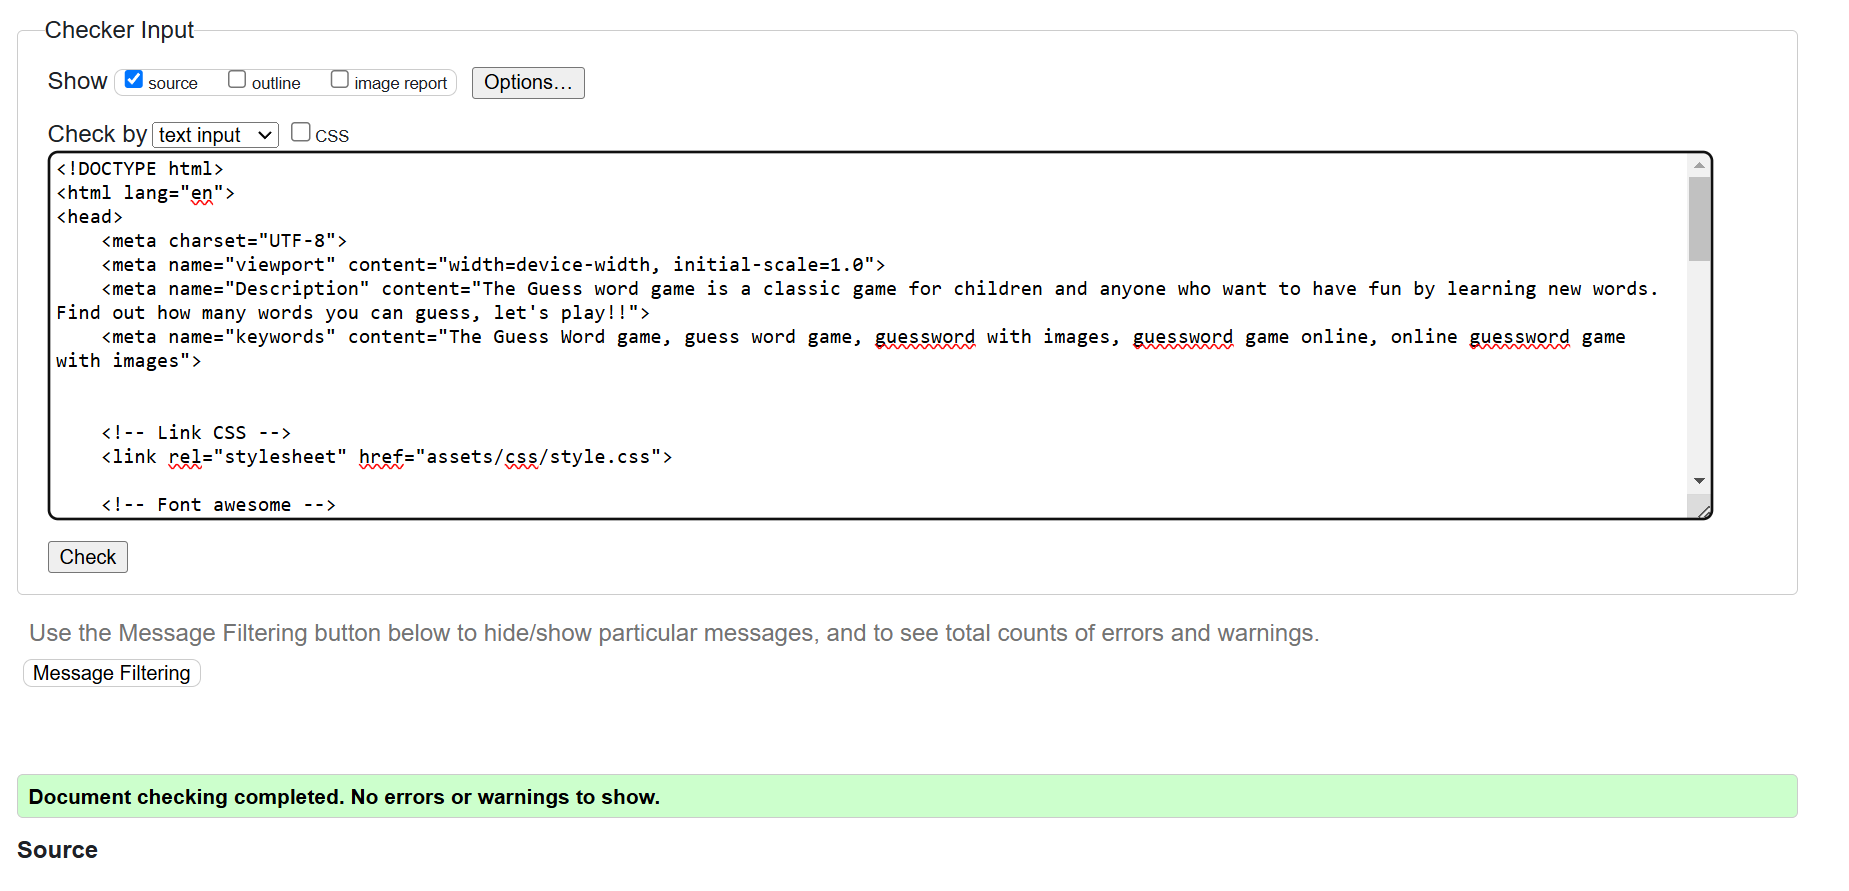 Checker Input
Show source outline image report Options...
Check by text input CSS
<!DOCTYPE html>
<html lang="en">
<head>
    <meta charset="UTF-8">
    <meta name="viewport" content="width=device-width, initial-scale=1.0">
    <meta name="Description" content="The Guess word game is a classic game for children and anyone who want to have fun by learning new words.
Find out how many words you can guess, let's play!!">
    <meta name="keywords" content="The Guess Word game, guess word game, guessword with images, guessword game online, online guessword game
with images">
    <!-- Link CSS -->
    <link rel="stylesheet" href="assets/css/style.css">
    <!-- Font awesome -->
Check
Use the Message Filtering button below to hide/show particular messages, and to see total counts of errors and warnings.
Message Filtering
Document checking completed. No errors or warnings to show.
Source